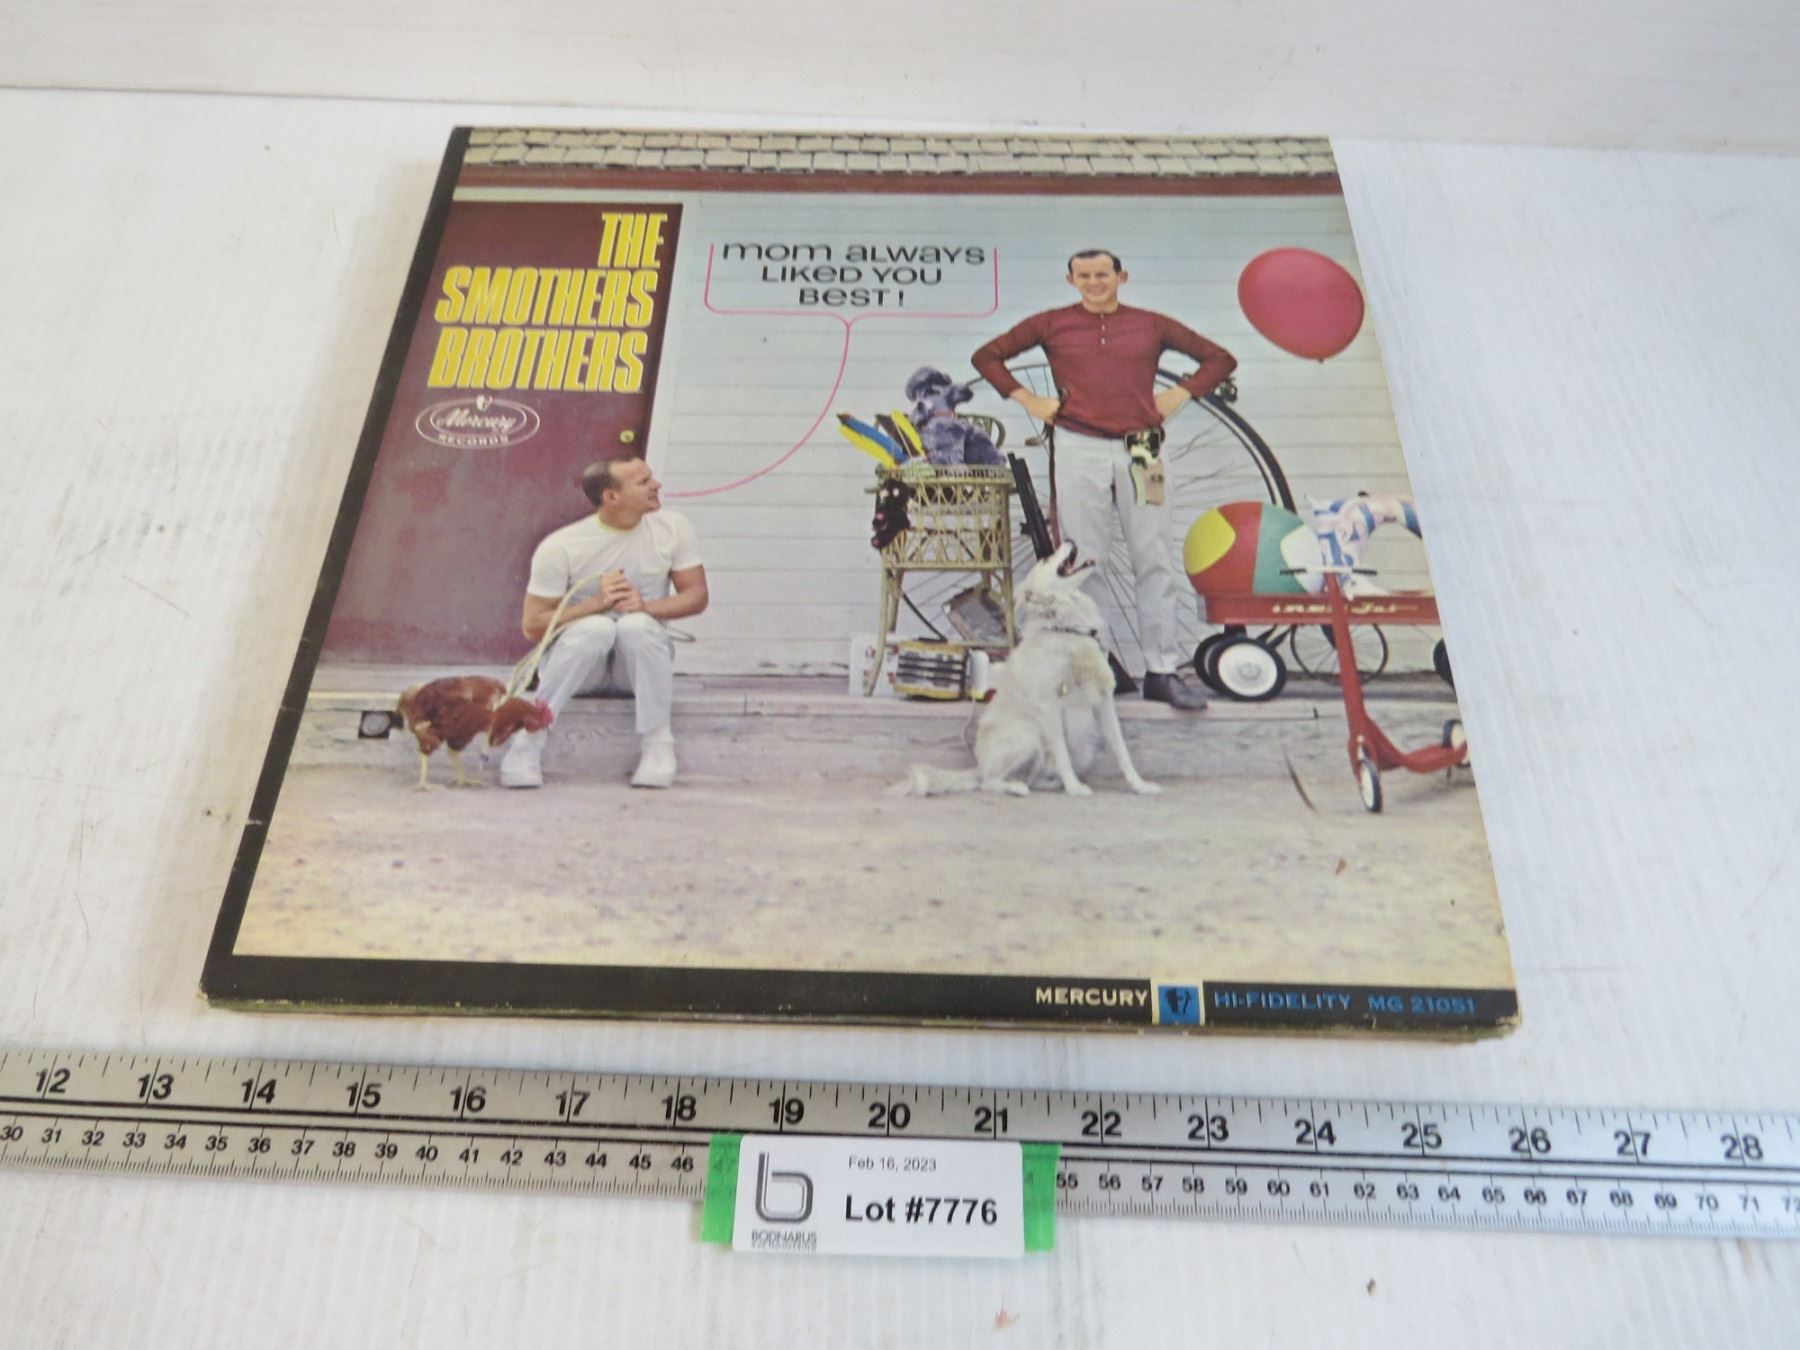 THE
SMOTHERS
BROTHERS
Mercury
RECORDS
mom always
LIKED YOU
BEST!
MERCURY HI-FIDELITY MG 21051
12 13 14 15 16 17 18 19 20 21 22 23 24 25 26 27 28
30 31 32 33 34 35 36 37 38 39 40 41 42 43 44 45 46 47 55 56 57 58 59 60 61 62 63 64 65 66 67 68 69 70 71 72
Feb 16, 2023
Lot #7776
b
BODNARUS
AUCTIONEERING